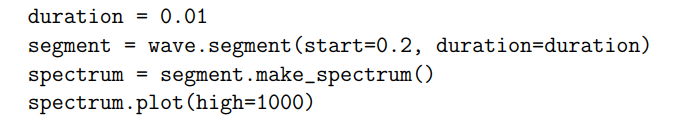 duration = 0.01
segment = wave.segment(start=0.2, duration=duration)
spectrum = segment.make_spectrum()
spectrum.plot(high=1000)